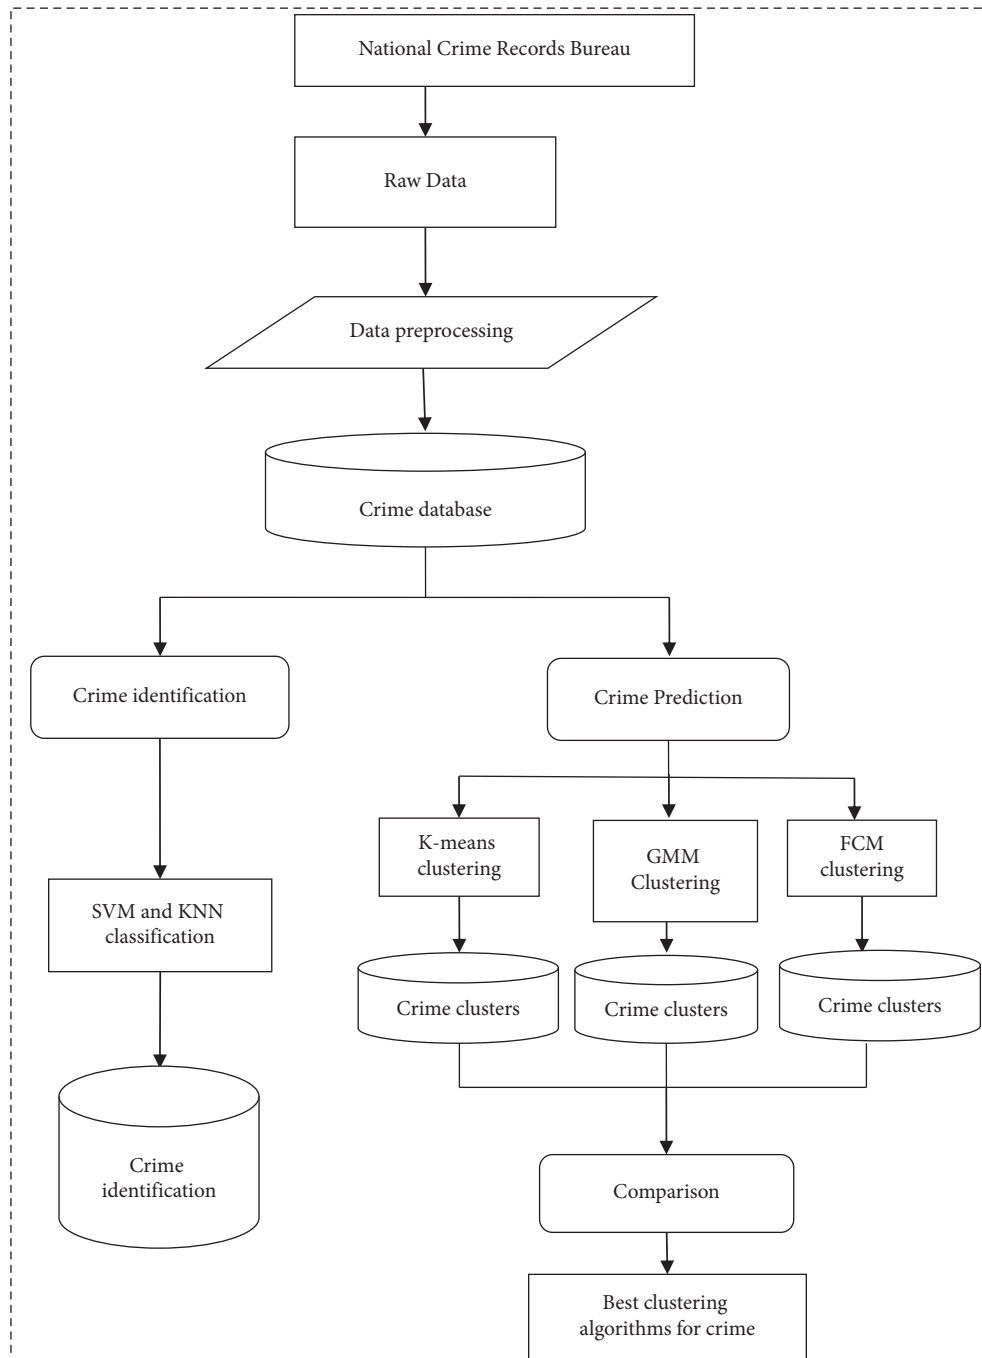 National Crime Records Bureau
Raw Data
Data preprocessing
Crime database
Crime identification
Crime Prediction
K-means
clustering
GMM
Clustering
FCM
clustering
SVM and KNN
classification
Crime clusters
Crime clusters
Crime clusters
Crime
identification
Comparison
Best clustering
algorithms for crime